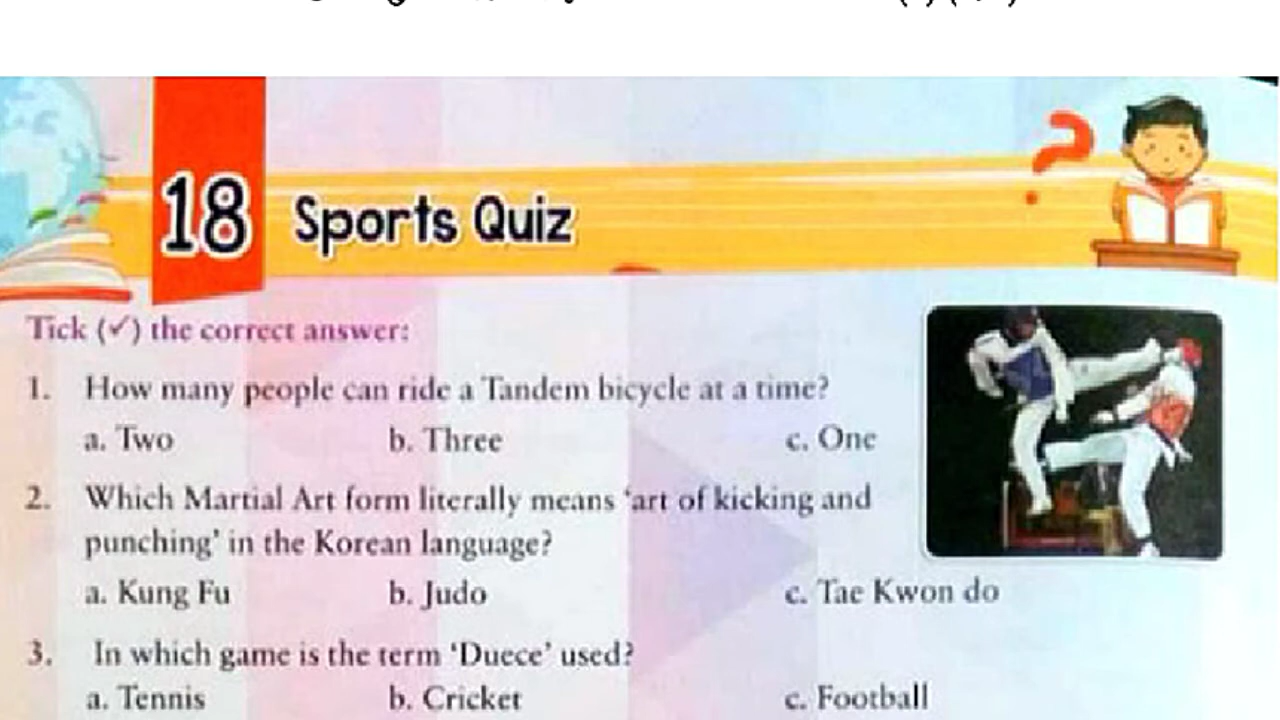 18 Sports Quiz
Tick (✓) the correct answer:
1. How many people can ride a Tandem bicycle at a time?
a. Two b. Three c. One
2. Which Martial Art form literally means ‘art of kicking and
punching’ in the Korean language?
a. Kung Fu b. Judo c. Tae Kwon do
3. In which game is the term ‘Duece’ used?
a. Tennis b. Cricket c. Football